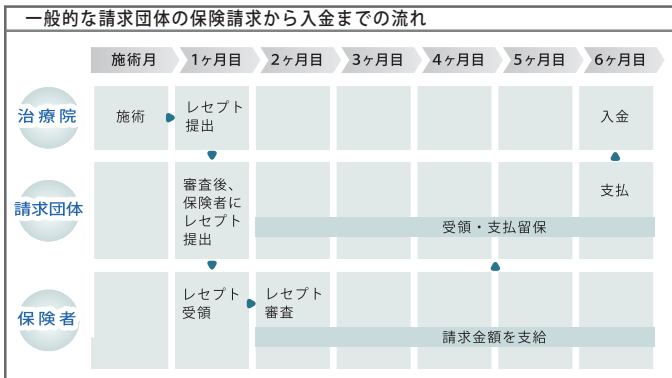 一般的な請求団体の保険請求から入金までの流れ
施術月
1ヶ月目
2ヶ月目
3ヶ月目
4ヶ月目
5ヶ月目
6ヶ月目
治療院
施術
レセプト
提出
入金
請求団体
審査後、
保険者に
レセプト
提出
支払
受領・支払留保
保険者
レセプト
受領
レセプト
審査
請求金額を支給